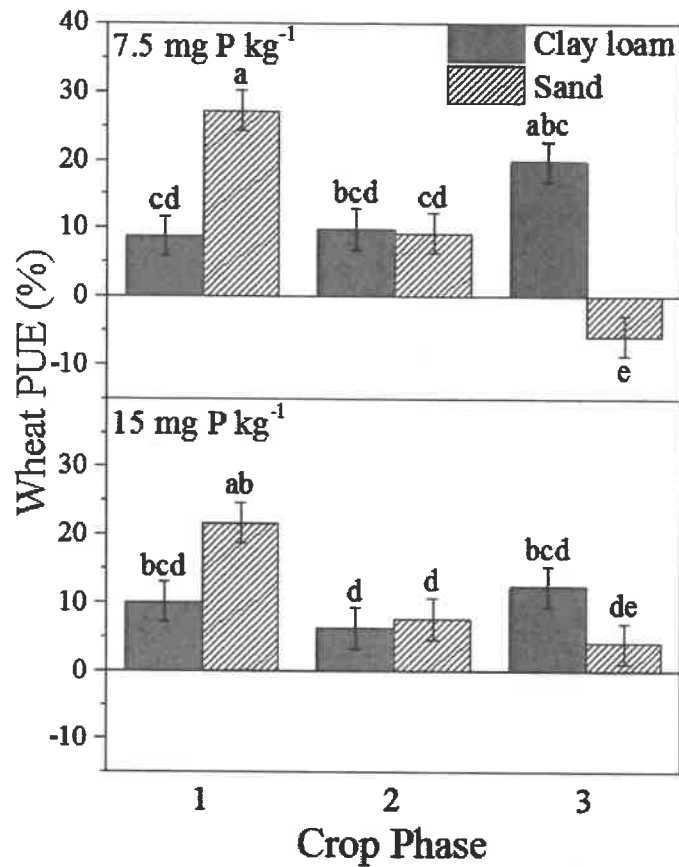 7.5 mg P kg-1
Clay loam
Sand
40
30
20
10
0
-10
a
abc
cd
bcd
cd
e
Wheat PUE (%)
15 mg P kg-1
30
20
10
0
-10
ab
bcd
bcd
d
d
de
1 2 3
Crop Phase